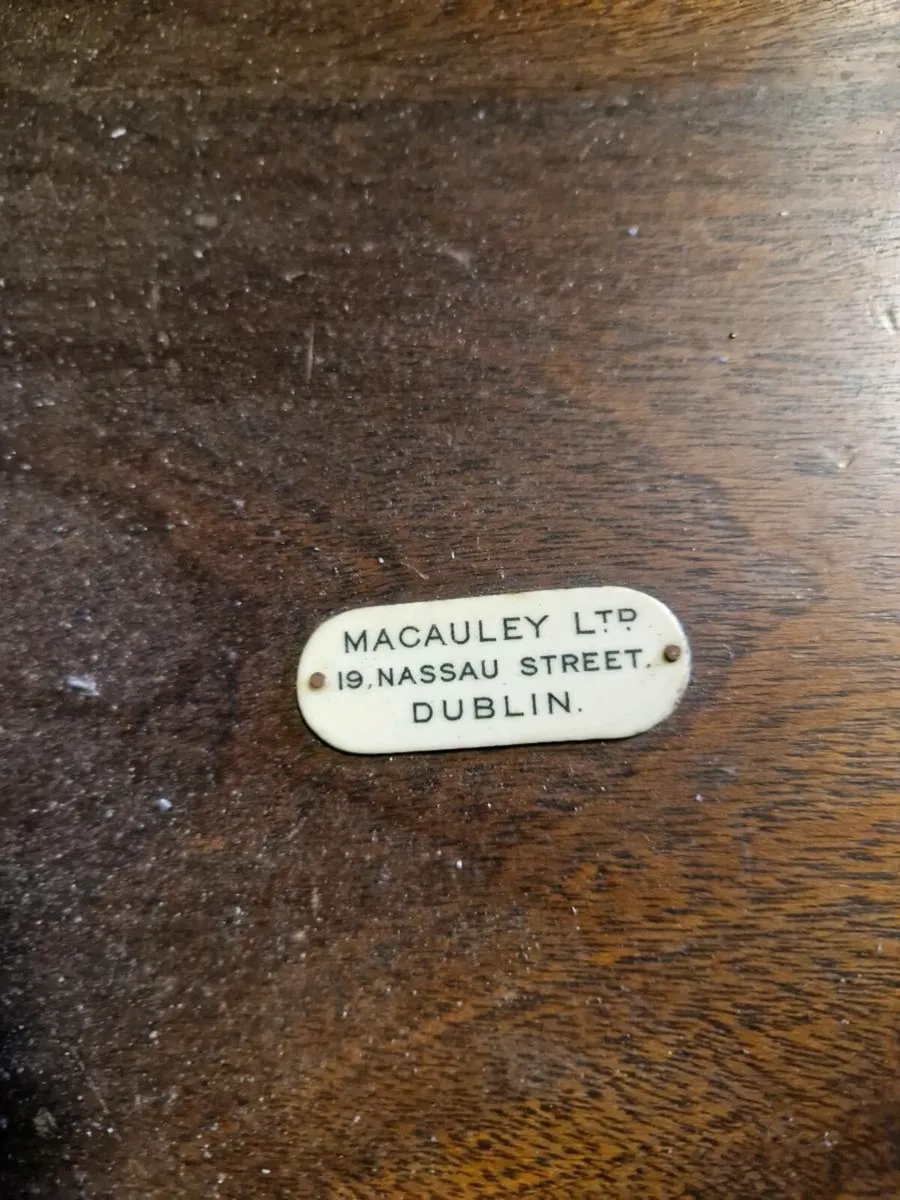 MACAULEY LTD
19, NASSAU STREET.
DUBLIN.